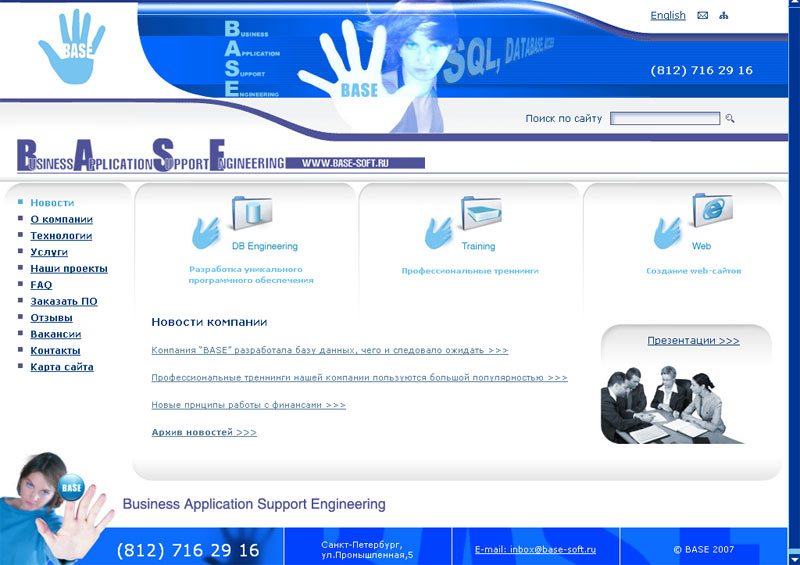 English
BASE
BUSINESS
APPLICATION
SUPPORT
ENGINEERING
BASE
SQL, DATABASE,
(812) 716 29 16
Поиск по сайту
BUSINESS APPLICATION SUPPORT ENGINEERING WWW.BASE-SOFT.RU
Новости
О компании
Технологии
Услуги
Наши проекты
FAQ
Заказать ПО
Отзывы
Вакансии
Контакты
Карта сайта
DB Engineering
Разработка уникального
программного обеспечения
Training
Профессиональные треннинги
Web
Создание web-сайтов
Новости компании
Компания "BASE" разработала базу данных, чего и следовало ожидать >>>
Профессиональные треннинги нашей компании пользуются большой популярностью >>>
Новые приципы работы с финансами >>>
Архив новостей >>>
Презентации >>>
BASE
Business Application Support Engineering
(812) 716 29 16
Санкт-Петербург,
ул.Промышленная,5
E-mail: inbox@base-soft.ru
© BASE 2007